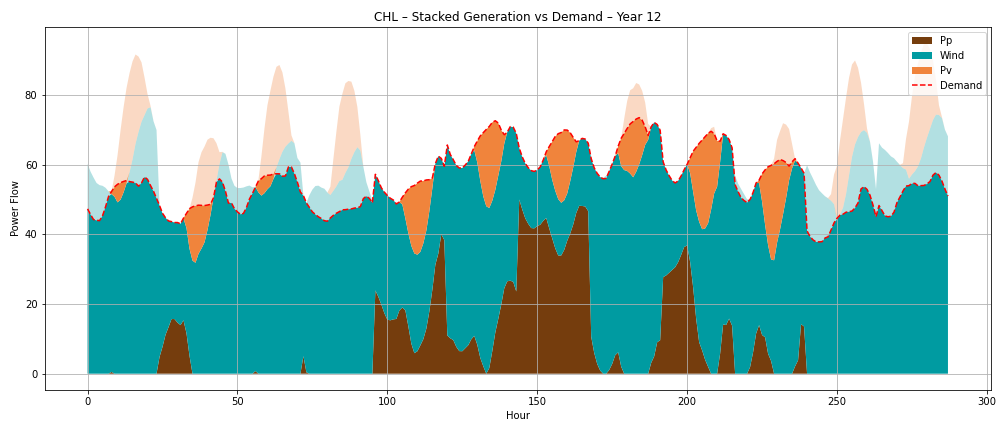 CHL – Stacked Generation vs Demand – Year 12
Pp
Wind
Pv
Demand
Power Flow
80
60
40
20
0
0 50 100 150 200 250 300
Hour